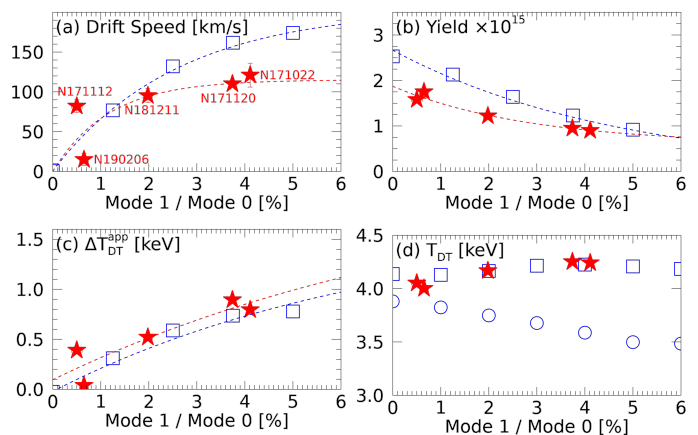 (a) Drift Speed [km/s]
200
150
100
50
0
N171112
N181211
N190206
N171120
N171022
0 1 2 3 4 5 6
Mode 1 / Mode 0 [%]
(b) Yield ×10¹⁵
3
2
1
0
0 1 2 3 4 5 6
Mode 1 / Mode 0 [%]
(c) ΔT_DT^app [keV]
1.5
1.0
0.5
0.0
0 1 2 3 4 5 6
Mode 1 / Mode 0 [%]
(d) T_DT [keV]
4.5
4.0
3.5
3.0
0 1 2 3 4 5 6
Mode 1 / Mode 0 [%]